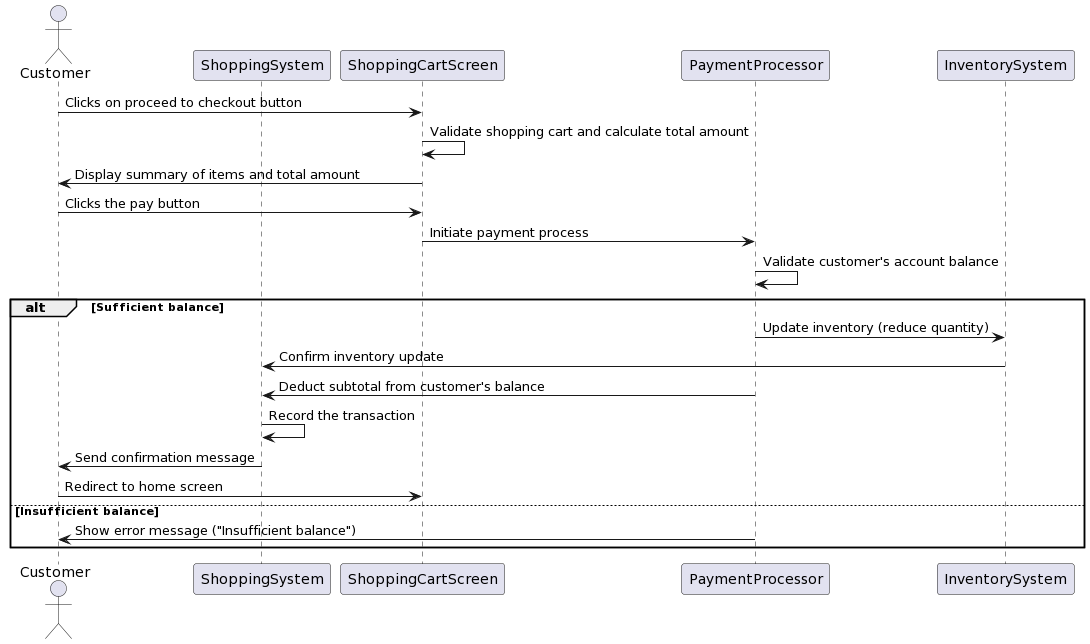 Customer
ShoppingSystem
ShoppingCartScreen
PaymentProcessor
InventorySystem
Clicks on proceed to checkout button
Validate shopping cart and calculate total amount
Display summary of items and total amount
Clicks the pay button
Initiate payment process
Validate customer's account balance
alt
[Sufficient balance]
Update inventory (reduce quantity)
Confirm inventory update
Deduct subtotal from customer's balance
Record the transaction
Send confirmation message
Redirect to home screen
[Insufficient balance]
Show error message ("Insufficient balance")
Customer
ShoppingSystem
ShoppingCartScreen
PaymentProcessor
InventorySystem